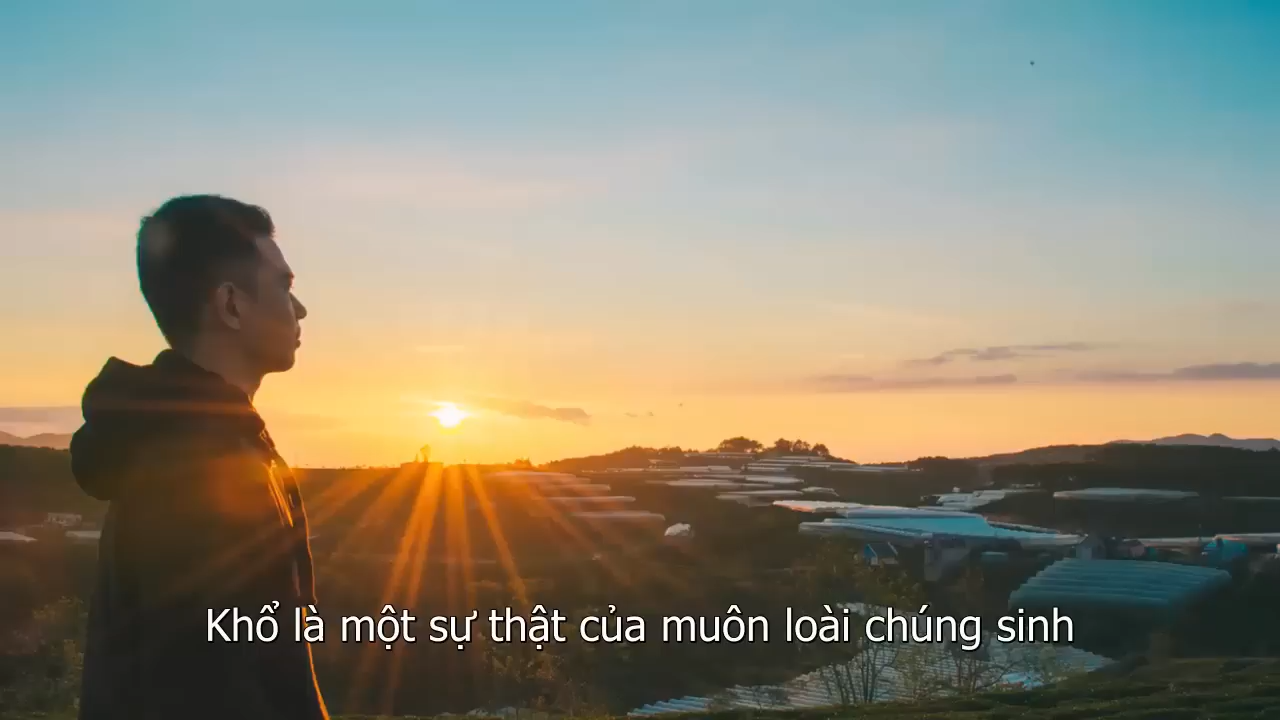 Khổ là một sự thật của muôn loài chúng sinh